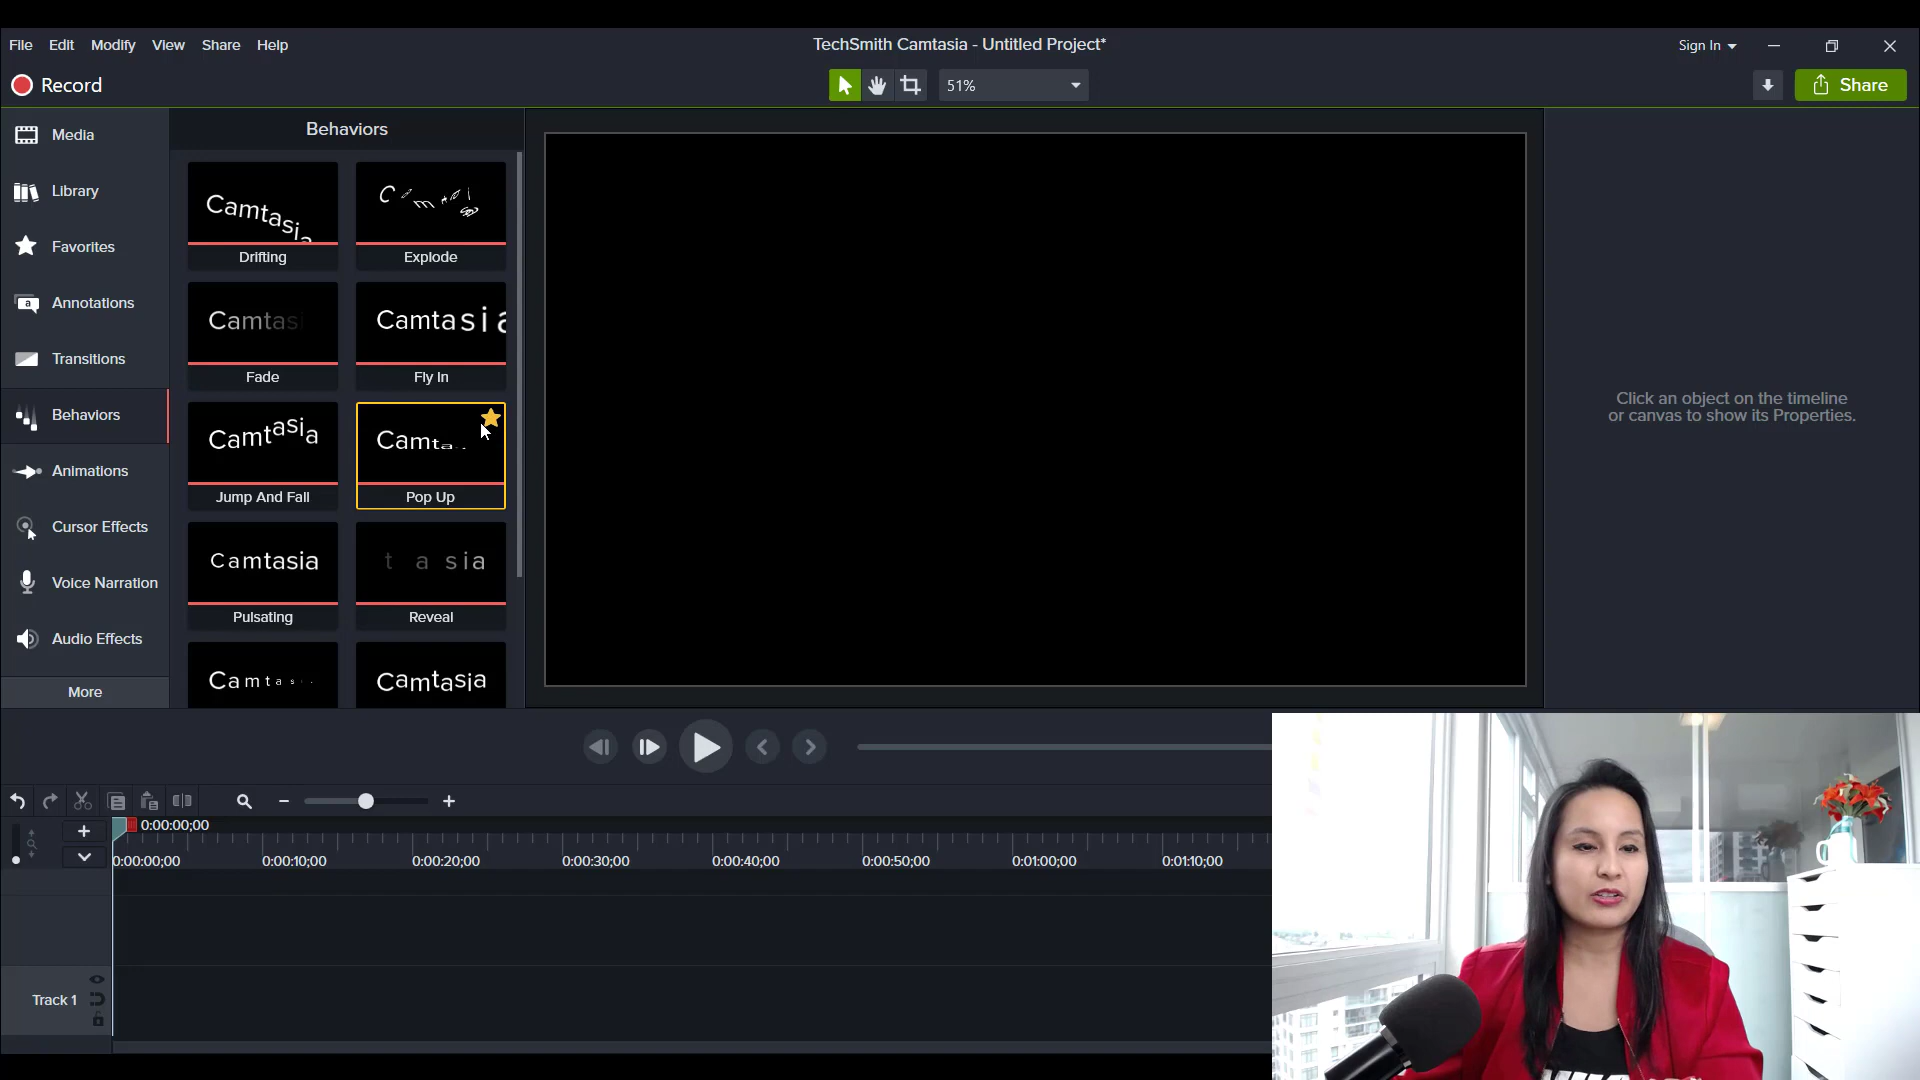 File Edit Modify View Share Help
TechSmith Camtasia - Untitled Project*
Sign In
Record
51%
Share
Media
Library
Favorites
a
Annotations
Transitions
Behaviors
Animations
Cursor Effects
Voice Narration
Audio Effects
More
Behaviors
Camtasia
Drifting
Explode
Camtasi
Fade
Camtasia
Fly In
Camtasia
Jump And Fall
Camta
Pop Up
Camtasia
Pulsating
t a sia
Reveal
Camtas
Camtasia
Click an object on the timeline
or canvas to show its Properties.
0:00:00;00
0:00:00;00 0:00:10;00 0:00:20;00 0:00:30;00 0:00:40;00 0:00:50;00 0:01:00;00 0:01:10;00
Track 1